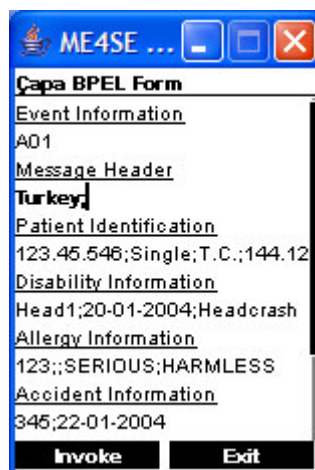 ME4SE ...
Çapa BPEL Form
Event Information
A01
Message Header
Turkey;
Patient Identification
123.45.546;Single;T.C.;144.12
Disability Information
Head1;20-01-2004;Headcrash
Allergy Information
123;;SERIOUS;HARMLESS
Accident Information
345;22-01-2004
Invoke Exit